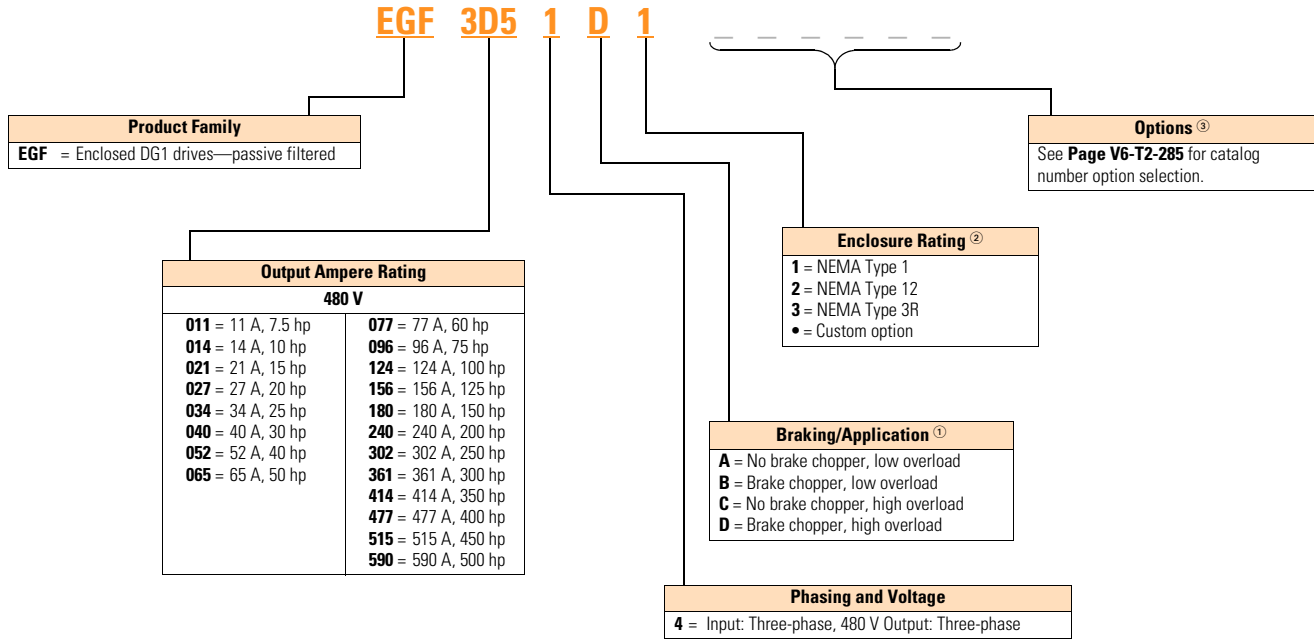 EGF 3D5 1 D 1 _ _ _ _ _ _
Product Family
EGF = Enclosed DG1 drives—passive filtered
Options ③
See Page V6-T2-285 for catalog
number option selection.
Enclosure Rating ②
1 = NEMA Type 1
2 = NEMA Type 12
3 = NEMA Type 3R
• = Custom option
Output Ampere Rating
480 V
011 = 11 A, 7.5 hp
014 = 14 A, 10 hp
021 = 21 A, 15 hp
027 = 27 A, 20 hp
034 = 34 A, 25 hp
040 = 40 A, 30 hp
052 = 52 A, 40 hp
065 = 65 A, 50 hp
077 = 77 A, 60 hp
096 = 96 A, 75 hp
124 = 124 A, 100 hp
156 = 156 A, 125 hp
180 = 180 A, 150 hp
240 = 240 A, 200 hp
302 = 302 A, 250 hp
361 = 361 A, 300 hp
414 = 414 A, 350 hp
477 = 477 A, 400 hp
515 = 515 A, 450 hp
590 = 590 A, 500 hp
Braking/Application ①
A = No brake chopper, low overload
B = Brake chopper, low overload
C = No brake chopper, high overload
D = Brake chopper, high overload
Phasing and Voltage
4 = Input: Three-phase, 480 V Output: Three-phase